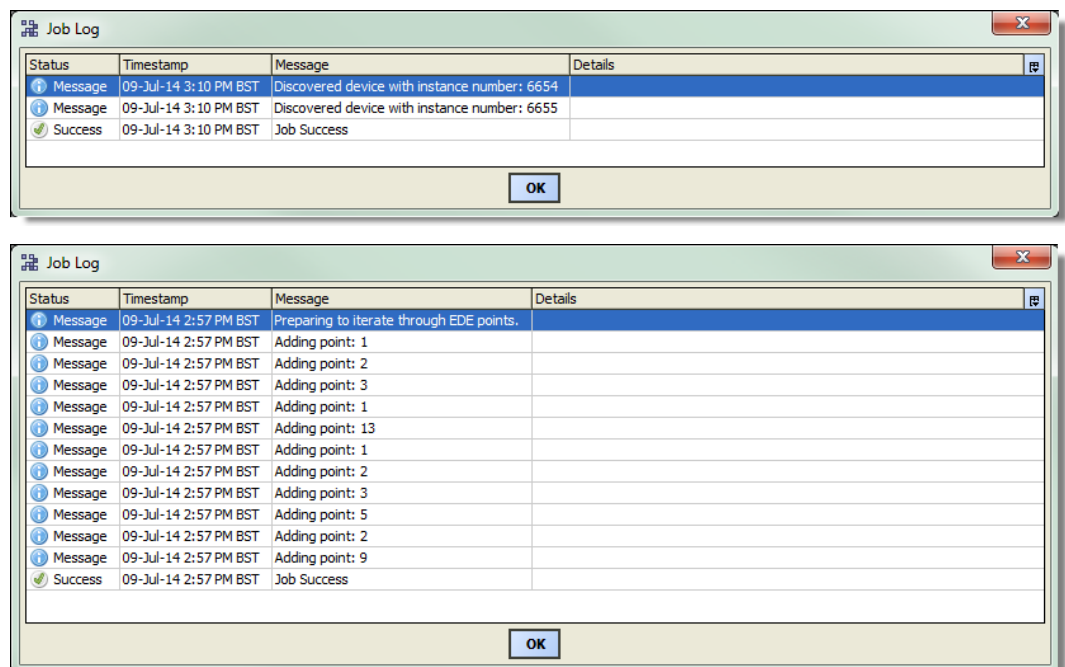 Job Log
Status Timestamp Message Details
Message 09-Jul-14 3:10 PM BST Discovered device with instance number: 6654
Message 09-Jul-14 3:10 PM BST Discovered device with instance number: 6655
Success 09-Jul-14 3:10 PM BST Job Success
OK
Job Log
Status Timestamp Message Details
Message 09-Jul-14 2:57 PM BST Preparing to iterate through EDE points.
Message 09-Jul-14 2:57 PM BST Adding point: 1
Message 09-Jul-14 2:57 PM BST Adding point: 2
Message 09-Jul-14 2:57 PM BST Adding point: 3
Message 09-Jul-14 2:57 PM BST Adding point: 1
Message 09-Jul-14 2:57 PM BST Adding point: 13
Message 09-Jul-14 2:57 PM BST Adding point: 1
Message 09-Jul-14 2:57 PM BST Adding point: 2
Message 09-Jul-14 2:57 PM BST Adding point: 3
Message 09-Jul-14 2:57 PM BST Adding point: 5
Message 09-Jul-14 2:57 PM BST Adding point: 2
Message 09-Jul-14 2:57 PM BST Adding point: 9
Success 09-Jul-14 2:57 PM BST Job Success
OK